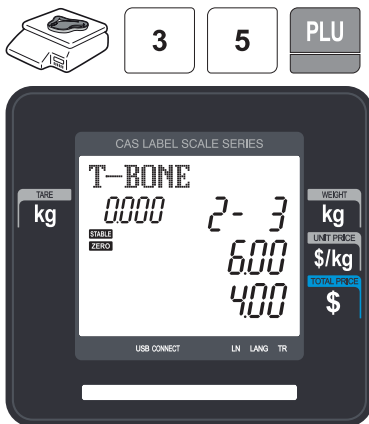 3 5 PLU
CAS LABEL SCALE SERIES
T-BONE
TARE
kg
0.000 2- 3
WEIGHT
kg
STABLE
ZERO
6.00
UNIT PRICE
$/kg
4.00
TOTAL PRICE
$
USB CONNECT LN LANG TR